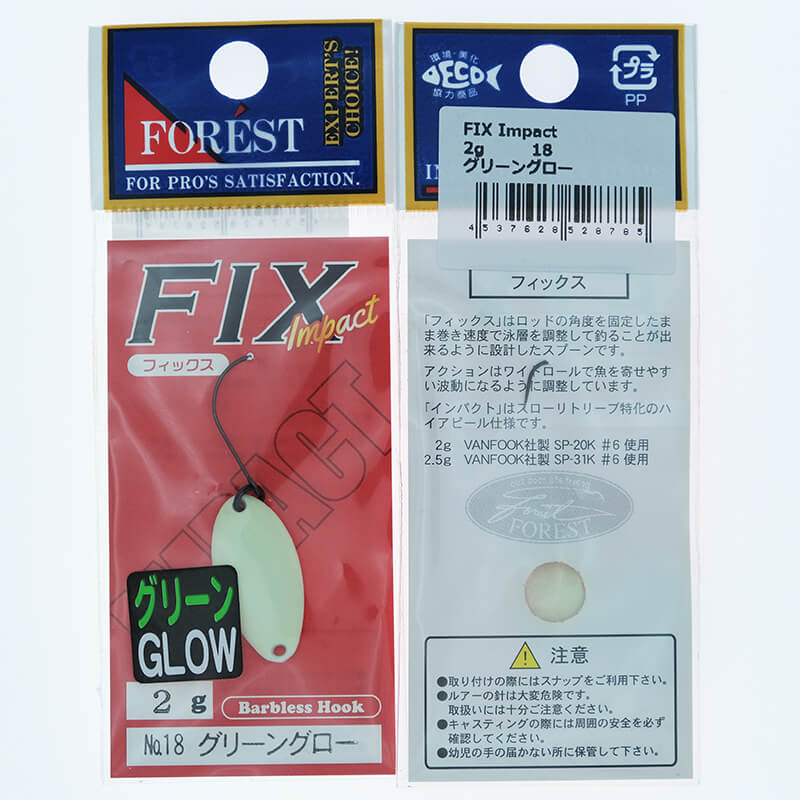 FORÉST
EXPERT'S
CHOICE!
FOR PRO'S SATISFACTION.
FIX
Impact
フィックス
IMPACT
グリーン
GLOW
2g
Barbless Hook
No.18 グリーングロー
環境・美化
ECO
協力商品
プラ
PP
FIX Impact
2g 18
グリーングロー
4537628528785
フィックス
「フィックス」はロッドの角度を固定したま
ま巻き速度で泳層を調整して釣ることが出
来るように設計したスプーンです。
アクションはワイドロールで魚を寄せやす
い波動になるように調整しています。
「インパクト」はスローリトリーブ特化のハ
イアピール仕様です。
2g VANFOOK社製 SP-20K #6 使用
2.5g VANFOOK社製 SP-31K #6 使用
Forest
FOREST
注意
●取り付けの際にはスナップをご利用下さい。
●ルアーの針は大変危険です。
取扱いには十分ご注意ください。
●キャスティングの際には周囲の安全を必ず
確認してください。
●幼児の手の届かない所に保管して下さい。